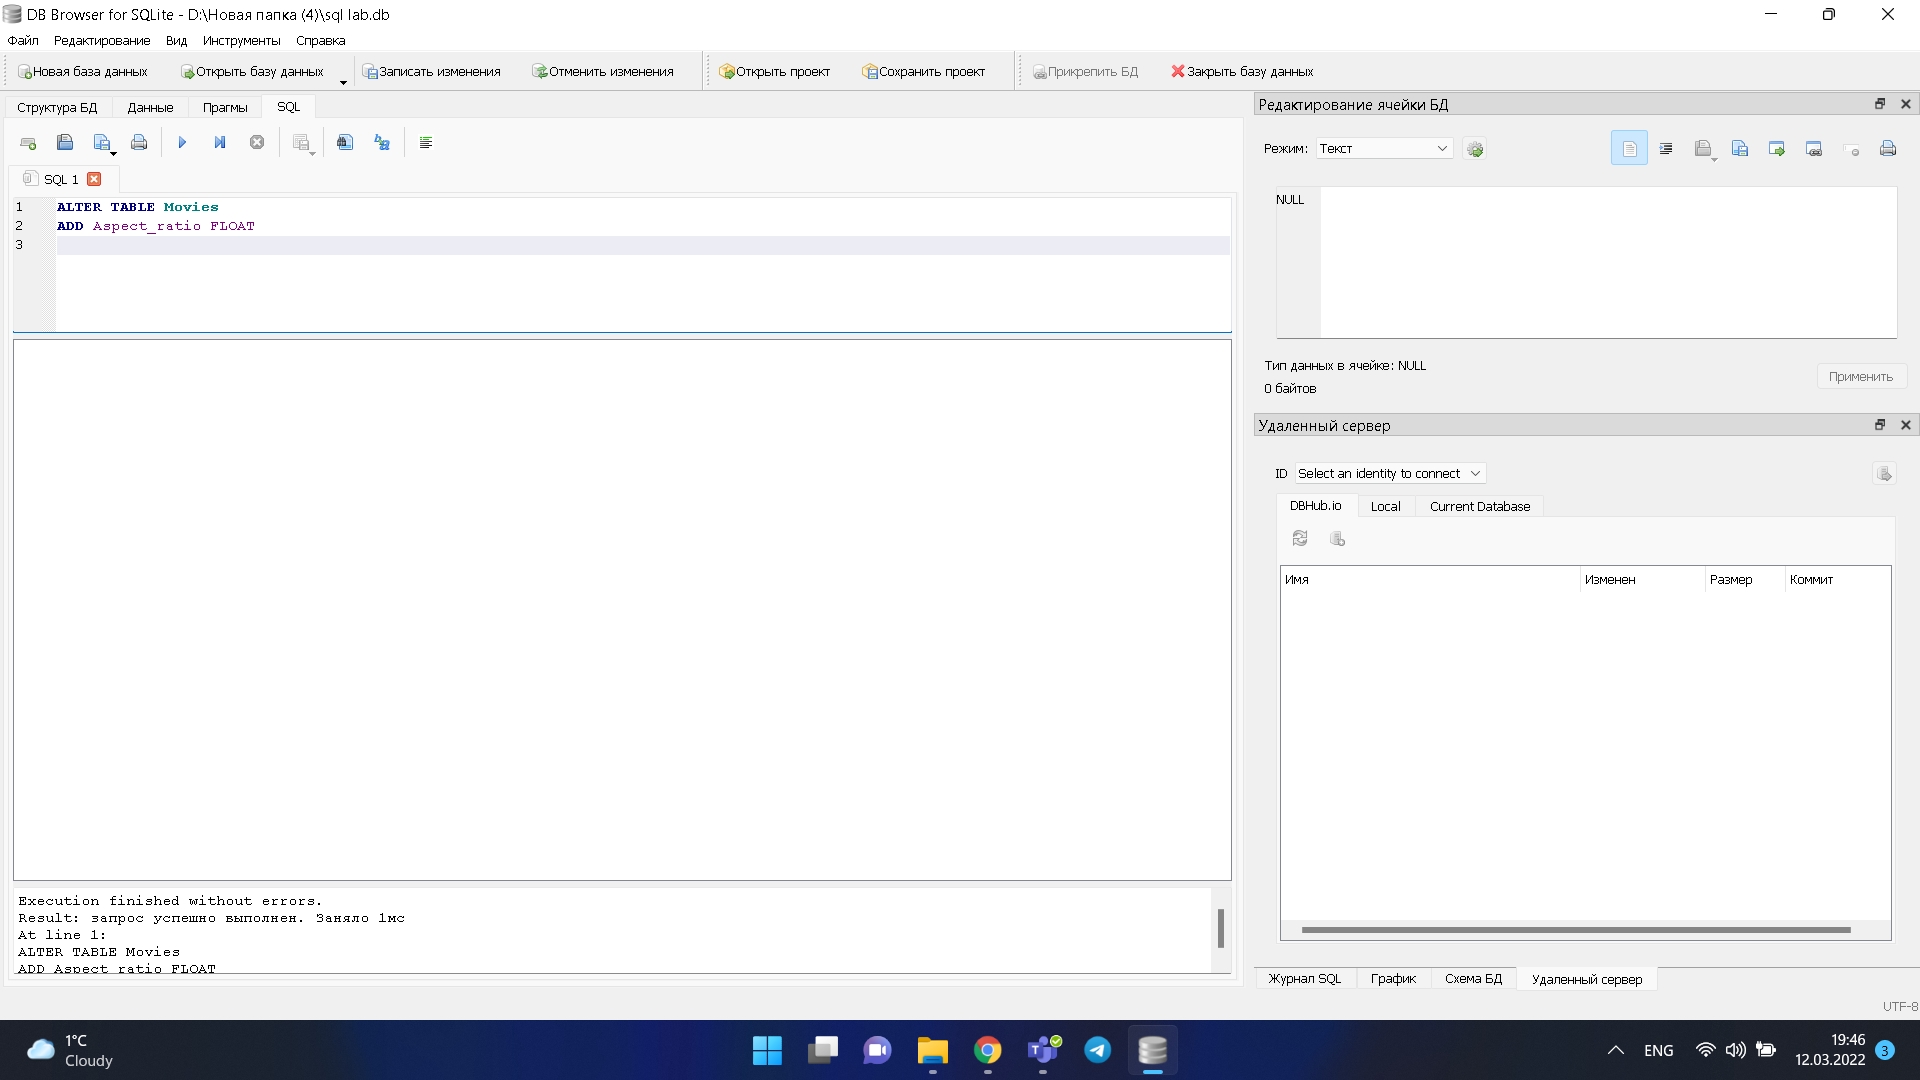 DB Browser for SQLite - D:\Новая папка (4)\sql lab.db
Файл Редактирование Вид Инструменты Справка
Новая база данных Открыть базу данных Записать изменения Отменить изменения Открыть проект Сохранить проект Прикрепить БД Закрыть базу данных
Структура БД Данные Прагмы SQL
SQL 1
1 ALTER TABLE Movies
2 ADD Aspect_ratio FLOAT
3
Execution finished without errors.
Result: запрос успешно выполнен. Заняло 1мс
At line 1:
ALTER TABLE Movies
ADD Aspect_ratio FLOAT
Редактирование ячейки БД
Режим: Текст
NULL
Тип данных в ячейке: NULL
0 байтов
Применить
Удаленный сервер
ID Select an identity to connect
DBHub.io Local Current Database
Имя Изменен Размер Коммит
Журнал SQL График Схема БД Удаленный сервер
UTF-8
1°C
Cloudy
ENG
19:46
12.03.2022
3